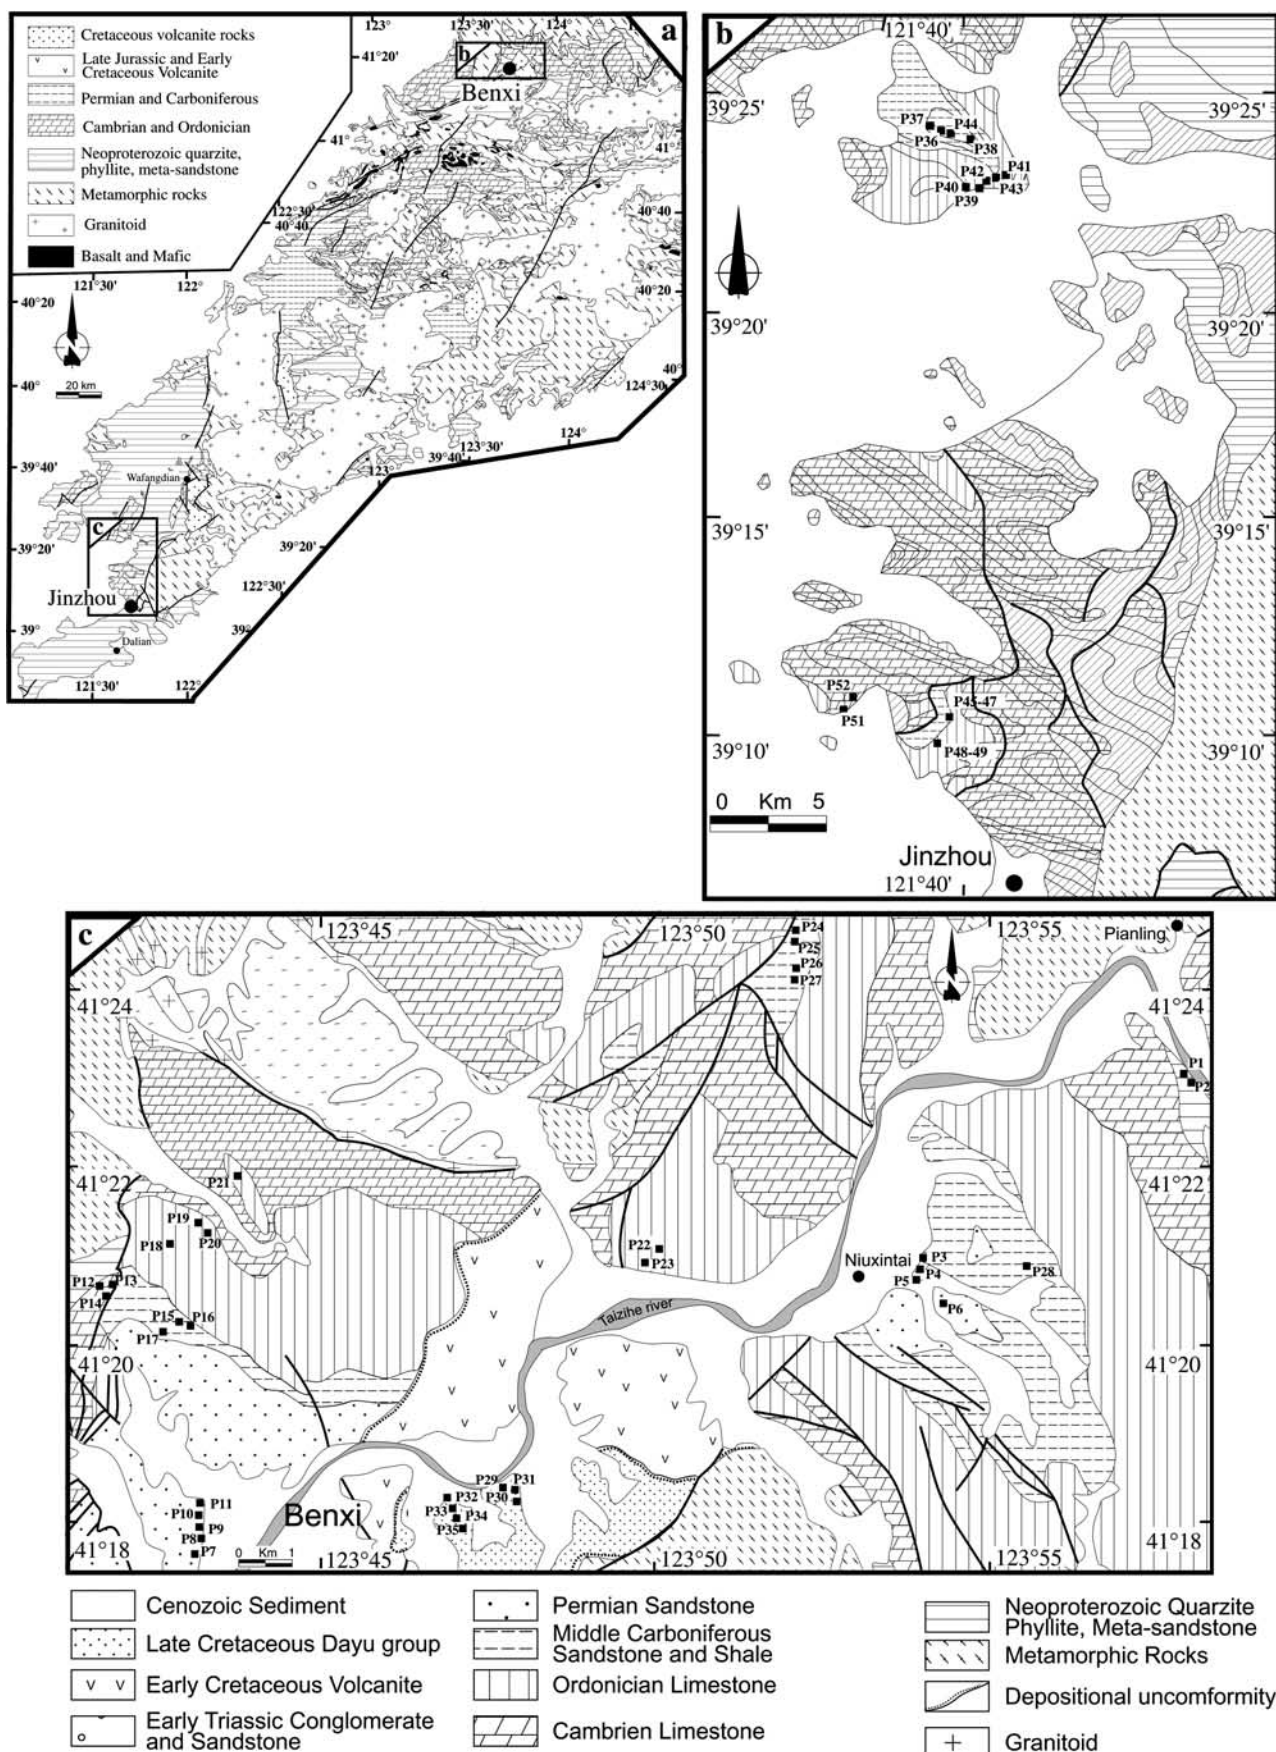 a
Cretaceous volcanite rocks
Late Jurassic and Early
Cretaceous Volcanite
Permian and Carboniferous
Cambrian and Ordonician
Neoproterozoic quarzite,
phyllite, meta-sandstone
Metamorphic rocks
Granitoid
Basalt and Mafic
123°
123°30'
124°
41°20'
b
Benxi
41°
41°
122°30'
40°40'
40°40'
121°30'
122°
40°20'
40°20'
20 km
40°
40°
124°30'
124°
123°30'
39°40'
123°
39°40'
Wafangdian
c
39°20'
39°20'
122°30'
Jinzhou
39°
39°
Dalian
121°30'
122°
b
121°40'
39°25'
39°25'
P37
P44
P36
P38
P41
P42
P40
P43
P39
39°20'
39°20'
39°15'
39°15'
P52
P45-47
P51
P48-49
39°10'
39°10'
0 Km 5
Jinzhou
121°40'
c
123°45
123°50
123°55
P24
Pianling
P25
P26
P27
41°24
41°24
P1
P2
41°22
41°22
P21
P19
P20
P18
P22
P23
Niuxintai
P3
P4
P5
P28
P12
P13
P14
P6
P15
P16
P17
Taizihe river
41°20
41°20
P29
P31
P32
P30
P11
P33
P10
P34
P9
P35
P8
P7
Benxi
41°18
41°18
0 Km 1
123°45
123°50
123°55
Cenozoic Sediment
Late Cretaceous Dayu group
Early Cretaceous Volcanite
Early Triassic Conglomerate
and Sandstone
Permian Sandstone
Middle Carboniferous
Sandstone and Shale
Ordonician Limestone
Cambrien Limestone
Neoproterozoic Quarzite
Phyllite, Meta-sandstone
Metamorphic Rocks
Depositional uncomformity
Granitoid